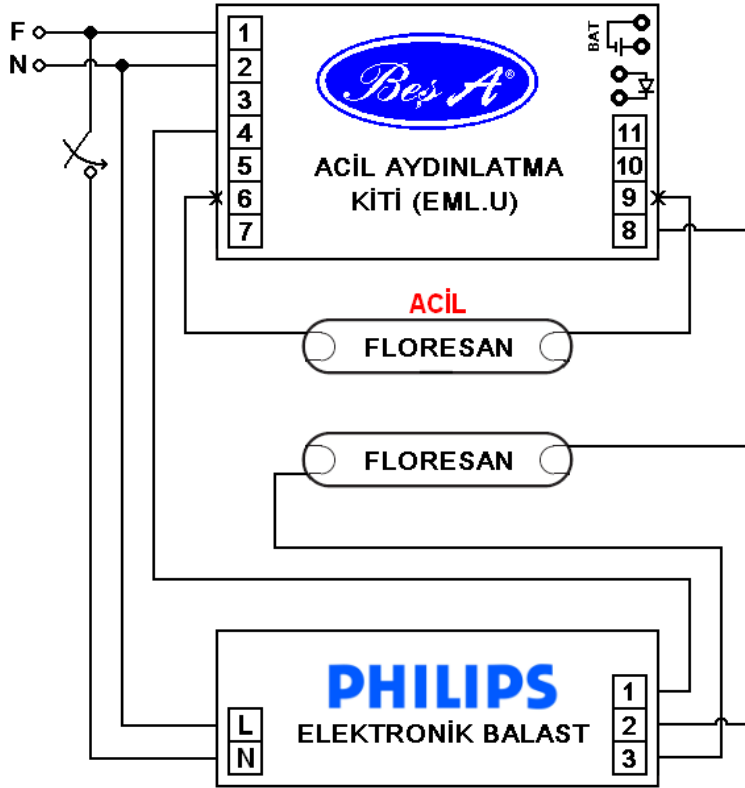 F
N
1
2
3
4
5
6
7
Beş A®
ACİL AYDINLATMA
KİTİ (EML.U)
BAT
11
10
9
8
ACİL
FLORESAN
FLORESAN
PHILIPS
ELEKTRONİK BALAST
L
N
1
2
3